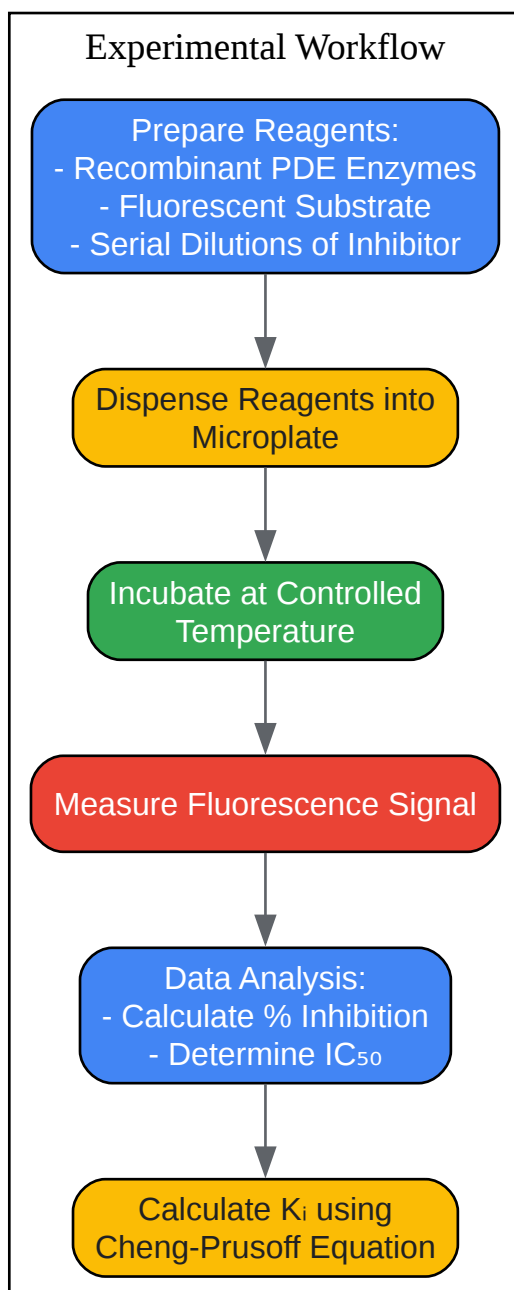 Experimental Workflow
Prepare Reagents:
- Recombinant PDE Enzymes
- Fluorescent Substrate
- Serial Dilutions of Inhibitor
Dispense Reagents into
Microplate
Incubate at Controlled
Temperature
Measure Fluorescence Signal
Data Analysis:
- Calculate % Inhibition
- Determine IC₅₀
Calculate Kᵢ using
Cheng-Prusoff Equation